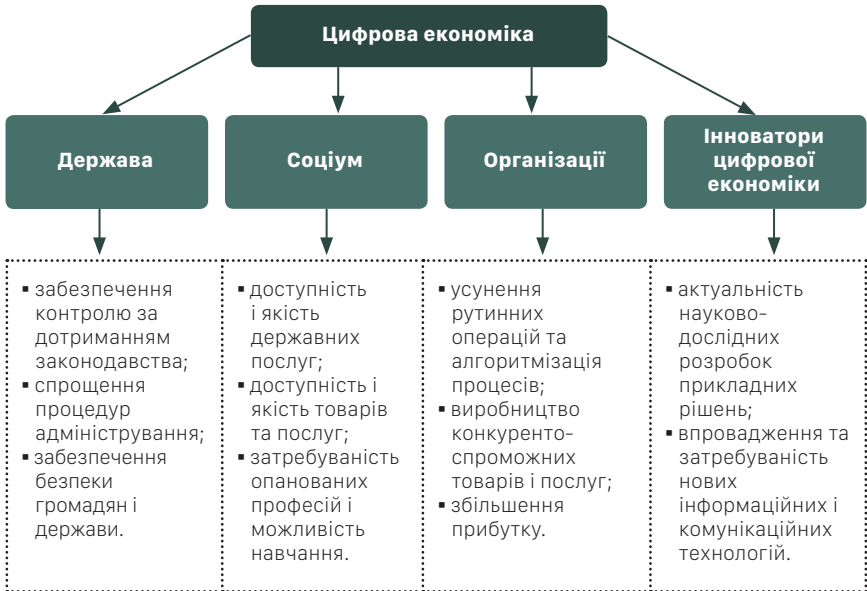 Цифрова економіка
Держава
Соціум
Організації
Інноватори
цифрової
економіки
▪ забезпечення
контролю за
дотриманням
законодавства;
▪ спрощення
процедур
адміністрування;
▪ забезпечення
безпеки
громадян і
держави.
▪ доступність
і якість
державних
послуг;
▪ доступність і
якість товарів
та послуг;
▪ затребуваність
опанованих
професій і
можливість
навчання.
▪ усунення
рутинних
операцій та
алгоритмізація
процесів;
▪ виробництво
конкуренто-
спроможних
товарів і послуг;
▪ збільшення
прибутку.
▪ актуальність
науково-
дослідних
розробок
прикладних
рішень;
▪ впровадження та
затребуваність
нових
інформаційних і
комунікаційних
технологій.